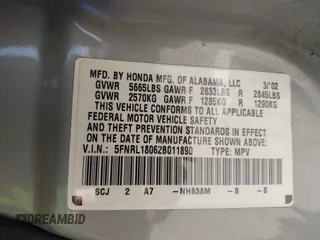 MFD. BY HONDA MFG. OF ALABAMA, LLC 3/02
GVWR 5665LBS GAWR F 2833LBS R 2845LBS
GVWR 2570KG GAWR F 1285KG R 1290KG
THIS VEHICLE CONFORMS TO ALL APPLICABLE
FEDERAL MOTOR VEHICLE SAFETY AND
THEFT PREVENTION STANDARDS IN EFFECT
ON THE DATE OF MANUFACTURE SHOWN ABOVE.
V.I.N.: 5FNRL18062B011890 TYPE: MPV
SCJ 2 A7 -NH638M -B -B
DREAMBID